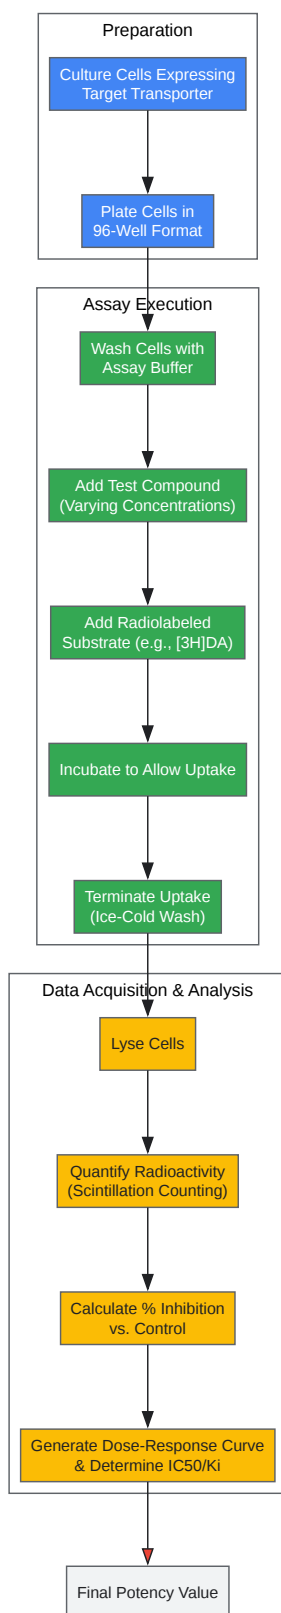 Preparation
Culture Cells Expressing
Target Transporter
Plate Cells in
96-Well Format
Assay Execution
Wash Cells with
Assay Buffer
Add Test Compound
(Varying Concentrations)
Add Radiolabeled
Substrate (e.g., [3H]DA)
Incubate to Allow Uptake
Terminate Uptake
(Ice-Cold Wash)
Data Acquisition & Analysis
Lyse Cells
Quantify Radioactivity
(Scintillation Counting)
Calculate % Inhibition
vs. Control
Generate Dose-Response Curve
& Determine IC50/Ki
Final Potency Value